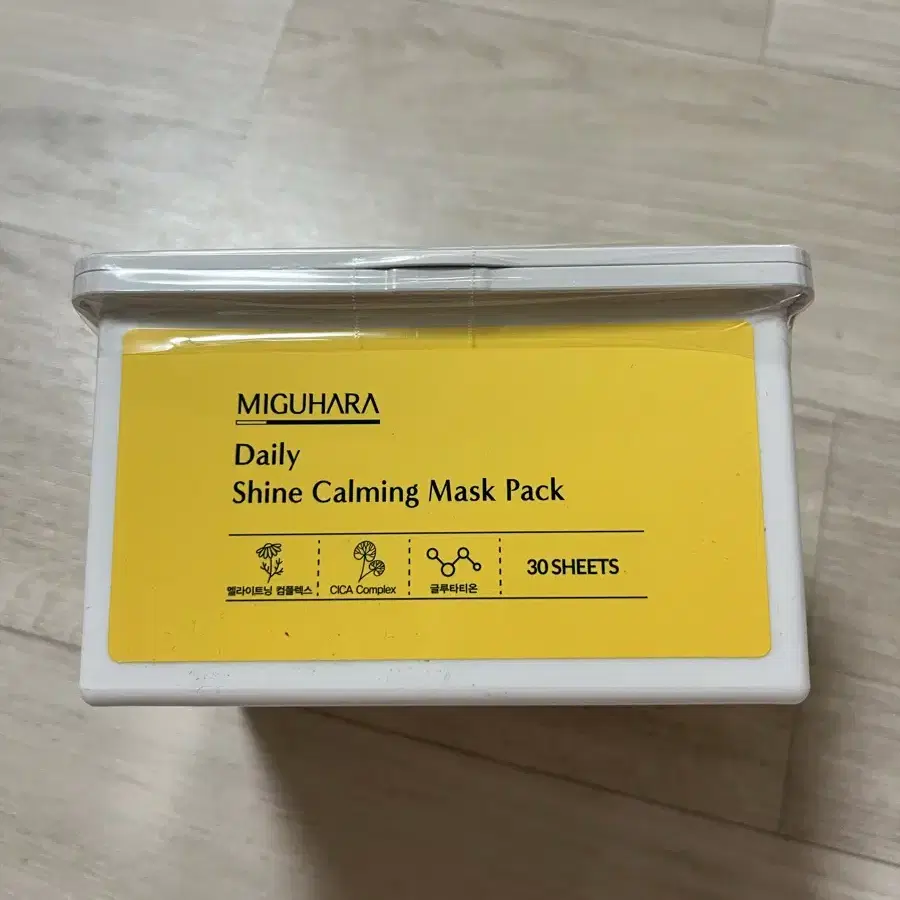 MIGUHARA
Daily
Shine Calming Mask Pack
멜라이트닝 컴플렉스
CICA Complex
글루타티온
30 SHEETS